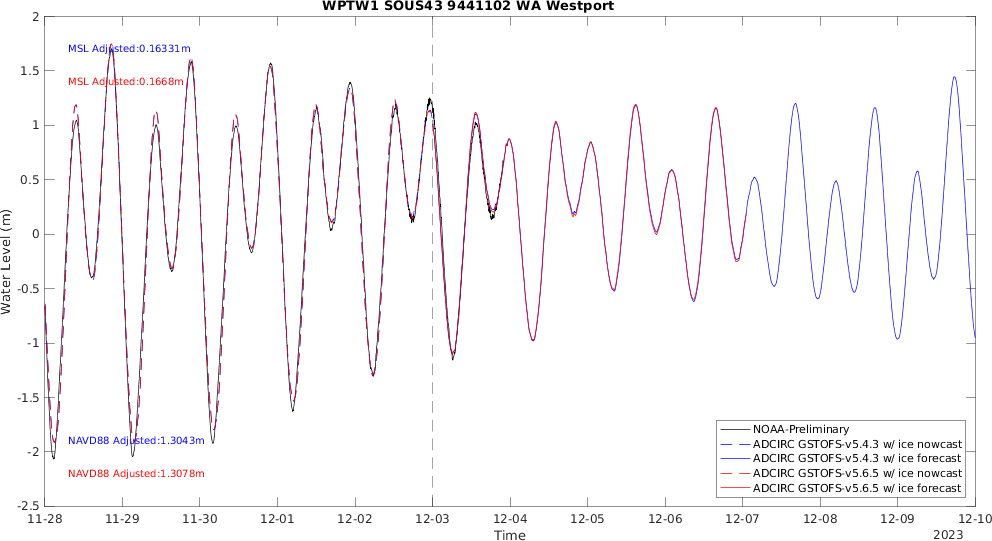 WPTW1 SOUS43 9441102 WA Westport
2
1.5
1
0.5
0
-0.5
-1
-1.5
-2
-2.5
Water Level (m)
MSL Adjusted:0.16331m
MSL Adjusted:0.1668m
NAVD88 Adjusted:1.3043m
NAVD88 Adjusted:1.3078m
NOAA-Preliminary
ADCIRC GSTOFS-v5.4.3 w/ ice nowcast
ADCIRC GSTOFS-v5.4.3 w/ ice forecast
ADCIRC GSTOFS-v5.6.5 w/ ice nowcast
ADCIRC GSTOFS-v5.6.5 w/ ice forecast
11-28 11-29 11-30 12-01 12-02 12-03 12-04 12-05 12-06 12-07 12-08 12-09 12-10
Time
2023